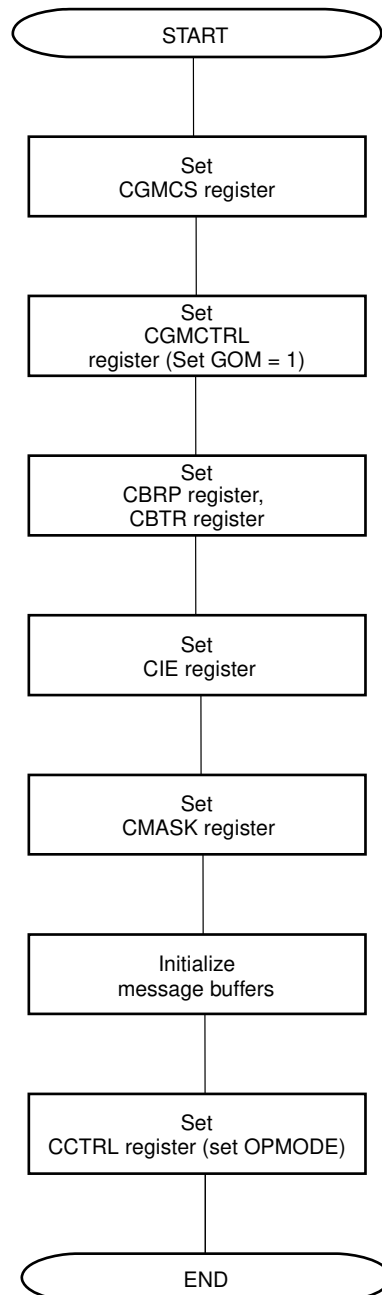 START
Set
CGMCS register
Set
CGMCTRL
register (Set GOM = 1)
Set
CBRP register,
CBTR register
Set
CIE register
Set
CMASK register
Initialize
message buffers
Set
CCTRL register (set OPMODE)
END